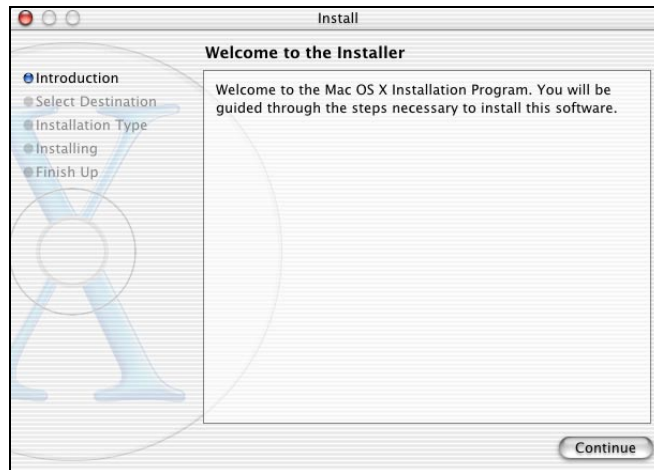 Install
Welcome to the Installer
Introduction
Select Destination
Installation Type
Installing
Finish Up
Welcome to the Mac OS X Installation Program. You will be
guided through the steps necessary to install this software.
Continue